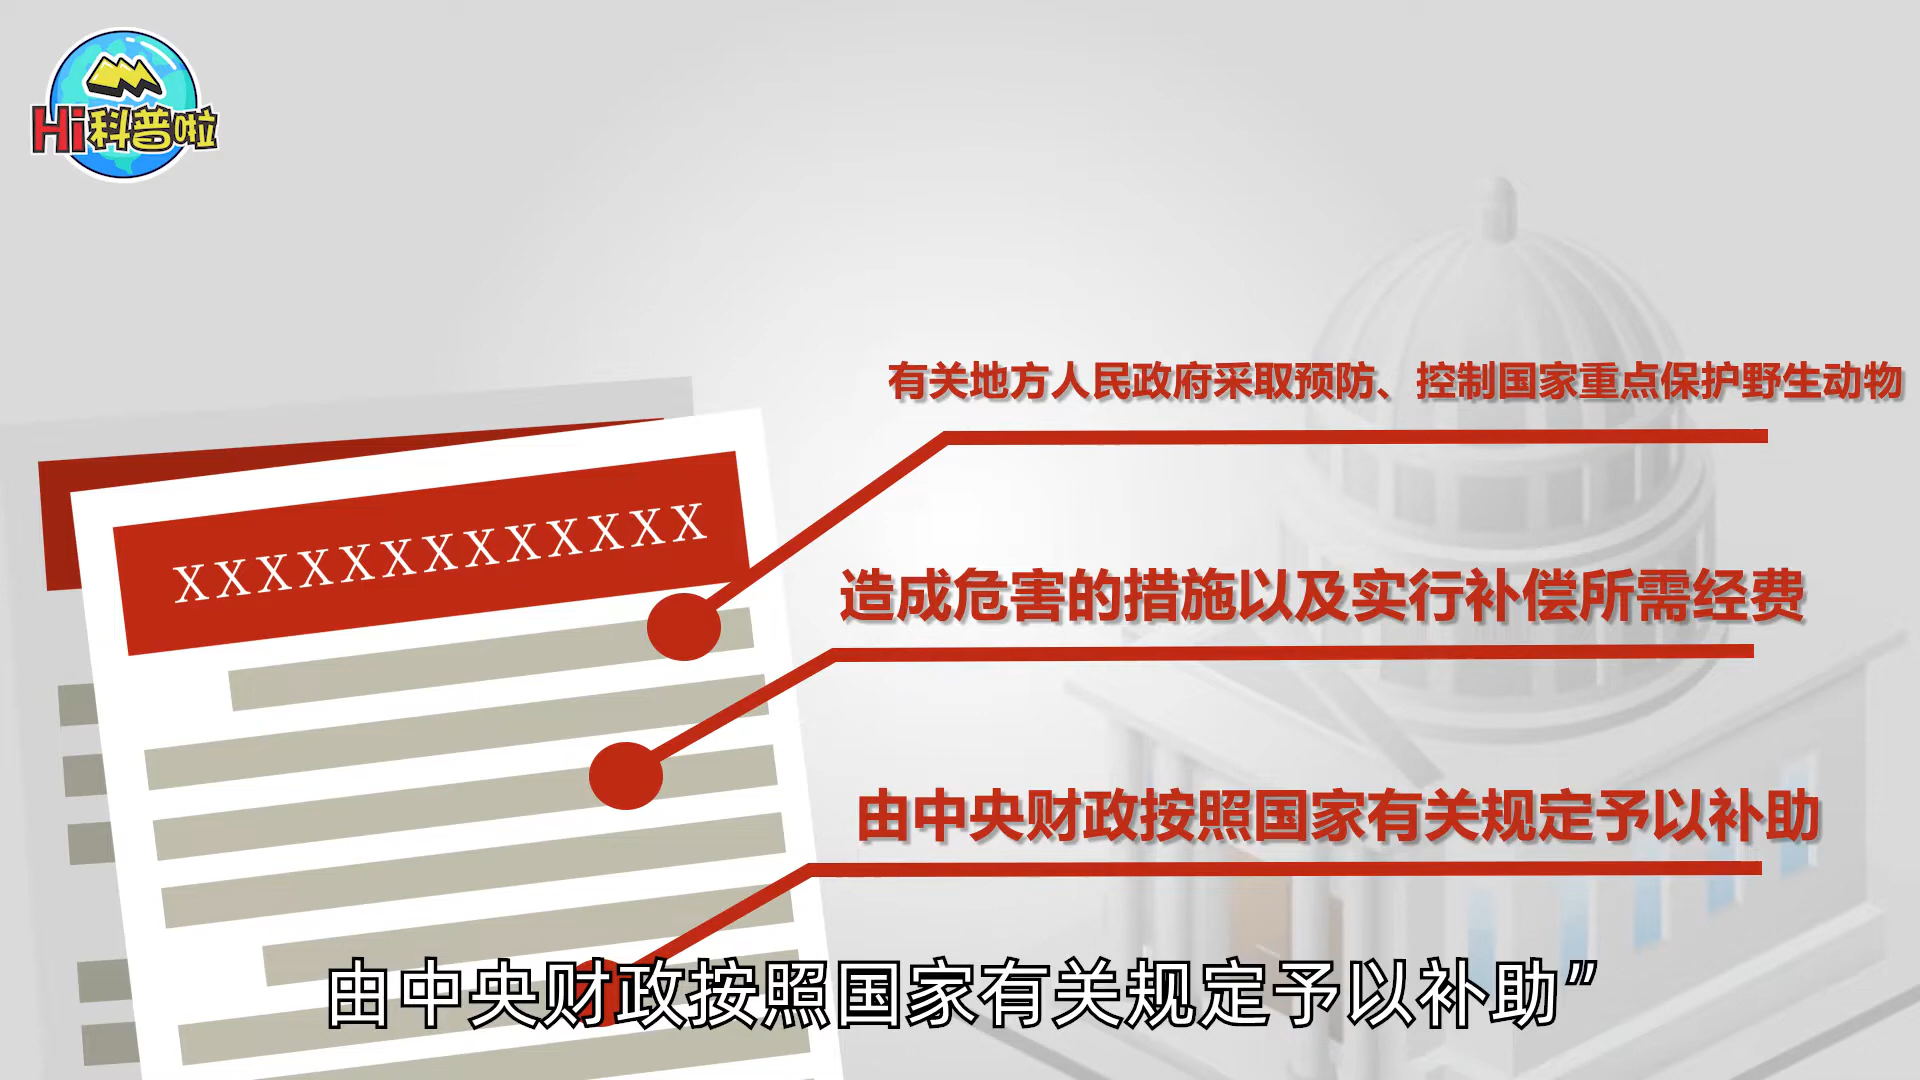 Hi科普啦
有关地方人民政府采取预防、控制国家重点保护野生动物
XXXXXXXXXXXXX
造成危害的措施以及实行补偿所需经费
由中央财政按照国家有关规定予以补助
由中央财政按照国家有关规定予以补助”